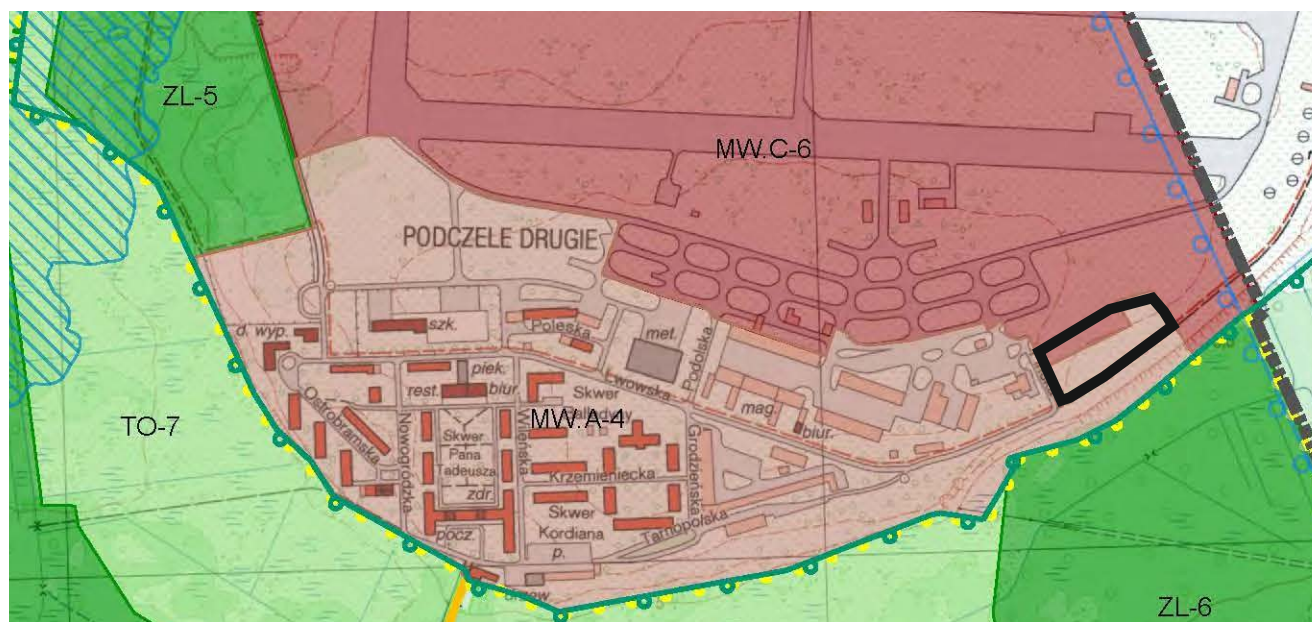 ZL-5
MW.C-6
PODCZELE DRUGIE
d. wyp.
szk.
Poleska
met.
Podolska
Lwowska
piek.
rest.
biur.
Skwer
Balladyny
mag.
biur.
MW.A-4
TO-7
Ostrobramska
Nowogródzka
Skwer
Pana
Tadeusza
Wileńska
Krzemieniecka
Grodzieńska
zdr.
Skwer
Kordiana
Tarnopolska
pocz.
p.
ZL-6